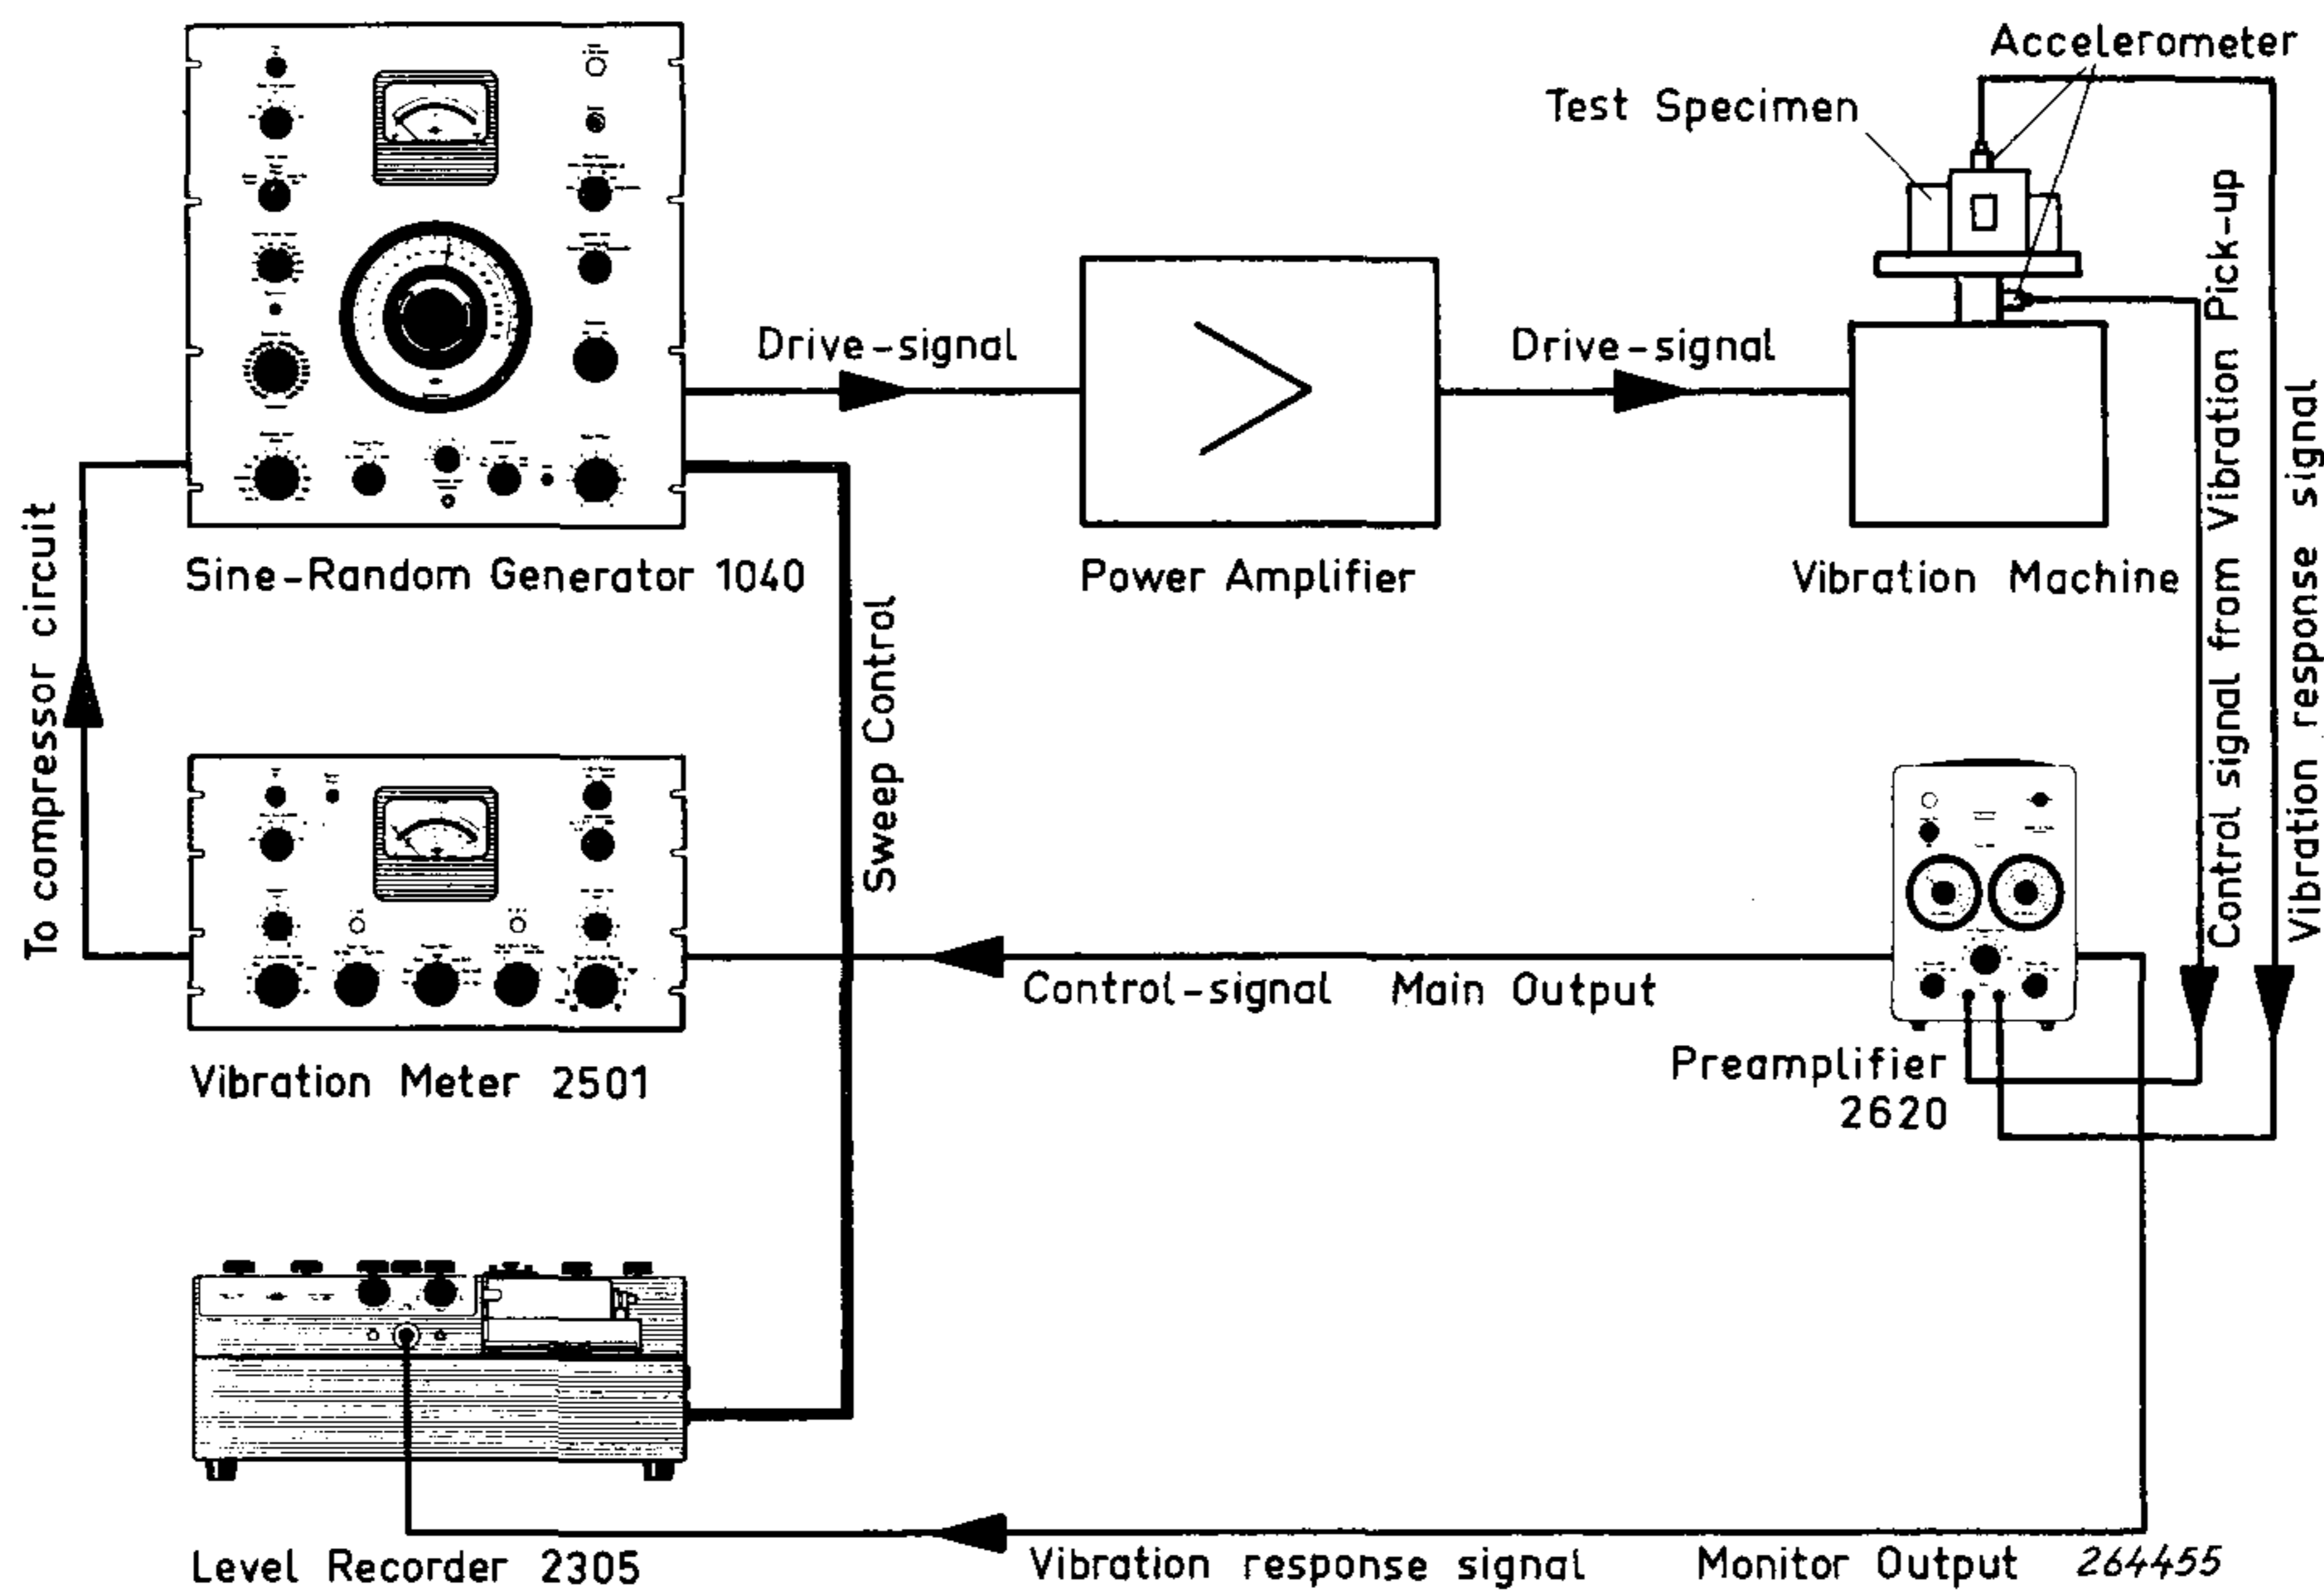 Accelerometer
Test Specimen
Drive-signal
Drive-signal
Sine-Random Generator 1040
Power Amplifier
Vibration Machine
To compressor circuit
Sweep Control
Control signal from Vibration Pick-up
Vibration response signal
Control-signal Main Output
Vibration Meter 2501
Preamplifier
2620
Level Recorder 2305
Vibration response signal Monitor Output 264455